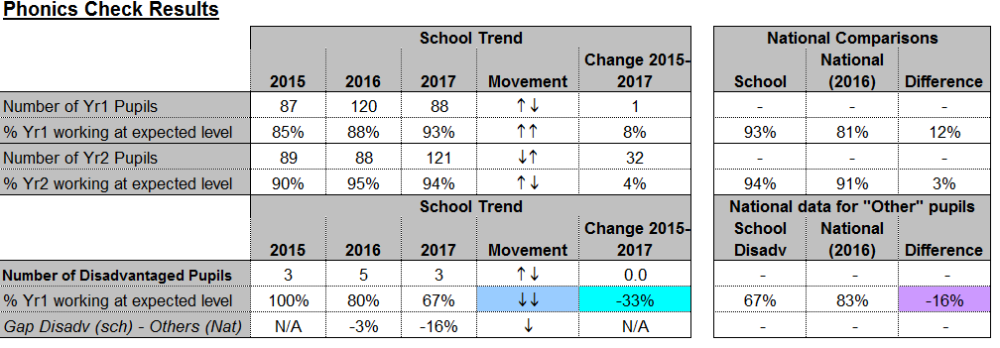 Phonics Check Results
School Trend National Comparisons
2015 2016 2017 Movement Change 2015-2017 School National (2016) Difference
Number of Yr1 Pupils 87 120 88 ↑↓ 1 - - -
% Yr1 working at expected level 85% 88% 93% ↑↑ 8% 93% 81% 12%
Number of Yr2 Pupils 89 88 121 ↓↑ 32 - - -
% Yr2 working at expected level 90% 95% 94% ↑↓ 4% 94% 91% 3%
School Trend National data for "Other" pupils
2015 2016 2017 Movement Change 2015-2017 School Disadv National (2016) Difference
Number of Disadvantaged Pupils 3 5 3 ↑↓ 0.0 - - -
% Yr1 working at expected level 100% 80% 67% ↓↓ -33% 67% 83% -16%
Gap Disadv (sch) - Others (Nat) N/A -3% -16% ↓ N/A - - -